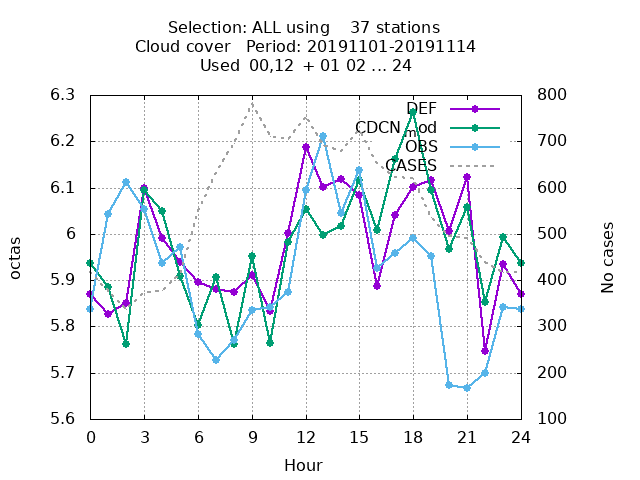 Selection: ALL using    37 stations
Cloud cover   Period: 20191101-20191114
Used  00,12  + 01 02 ... 24
6.3
6.2
6.1
6
5.9
5.8
5.7
5.6
octas
800
700
600
500
400
300
200
100
No cases
DEF
CDCN_mod
OBS
CASES
0 3 6 9 12 15 18 21 24
Hour